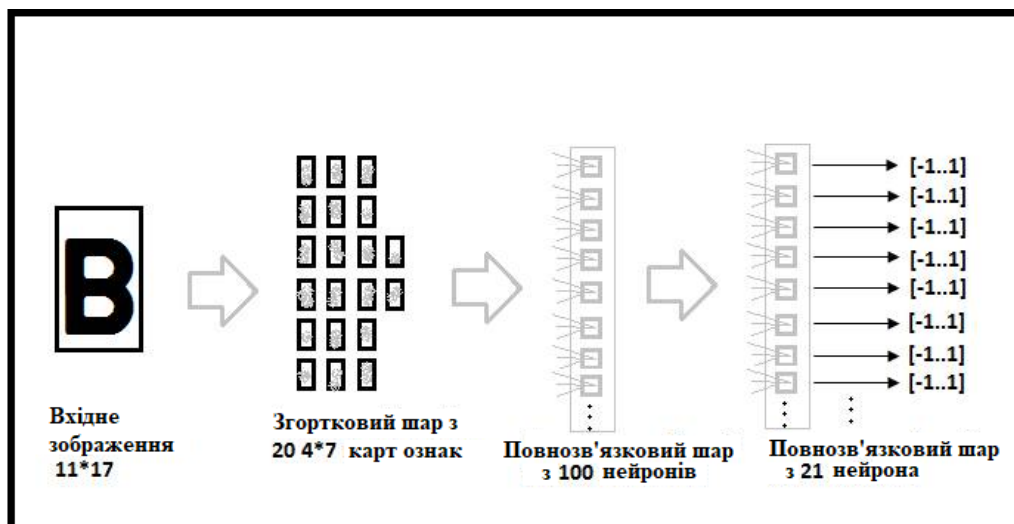 B
[-1..1]
[-1..1]
[-1..1]
[-1..1]
[-1..1]
[-1..1]
[-1..1]
[-1..1]
Вхідне
зображення
11*17
Згортковий шар з
20 4*7 карт ознак
Повнозв'язковий шар
з 100 нейронів
Повнозв'язковий шар
з 21 нейрона